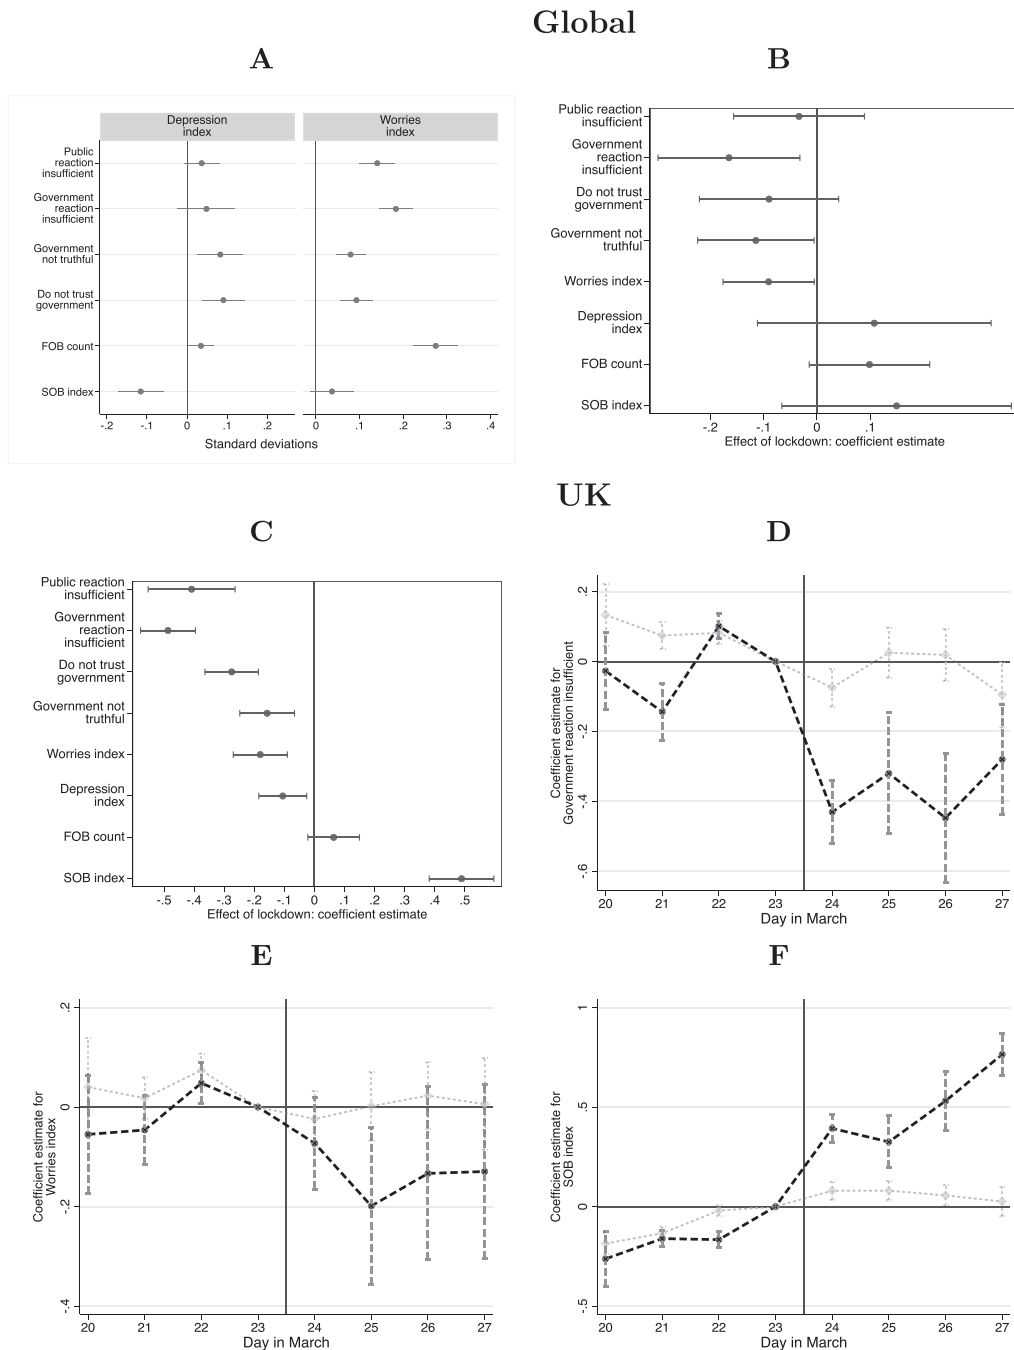 Global
A
B
Depression
index
Worries
index
Public
reaction
insufficient
Government
reaction
insufficient
Government
not truthful
Do not trust
government
FOB count
SOB index
-.2 -.1 0 .1 .2
0 .1 .2 .3 .4
Standard deviations
Public reaction
insufficient
Government
reaction
insufficient
Do not trust
government
Government not
truthful
Worries index
Depression
index
FOB count
SOB index
-.2 -.1 0 .1
Effect of lockdown: coefficient estimate
UK
C
D
Public reaction
insufficient
Government
reaction
insufficient
Do not trust
government
Government not
truthful
Worries index
Depression
index
FOB count
SOB index
-.5 -.4 -.3 -.2 -.1 0 .1 .2 .3 .4 .5
Effect of lockdown: coefficient estimate
Coefficient estimate for
Government reaction insufficient
.2
0
-.2
-.4
-.6
20 21 22 23 24 25 26 27
Day in March
E
F
Coefficient estimate for
Worries index
.2
0
-.2
-.4
20 21 22 23 24 25 26 27
Day in March
Coefficient estimate for
SOB index
1
.5
0
-.5
20 21 22 23 24 25 26 27
Day in March